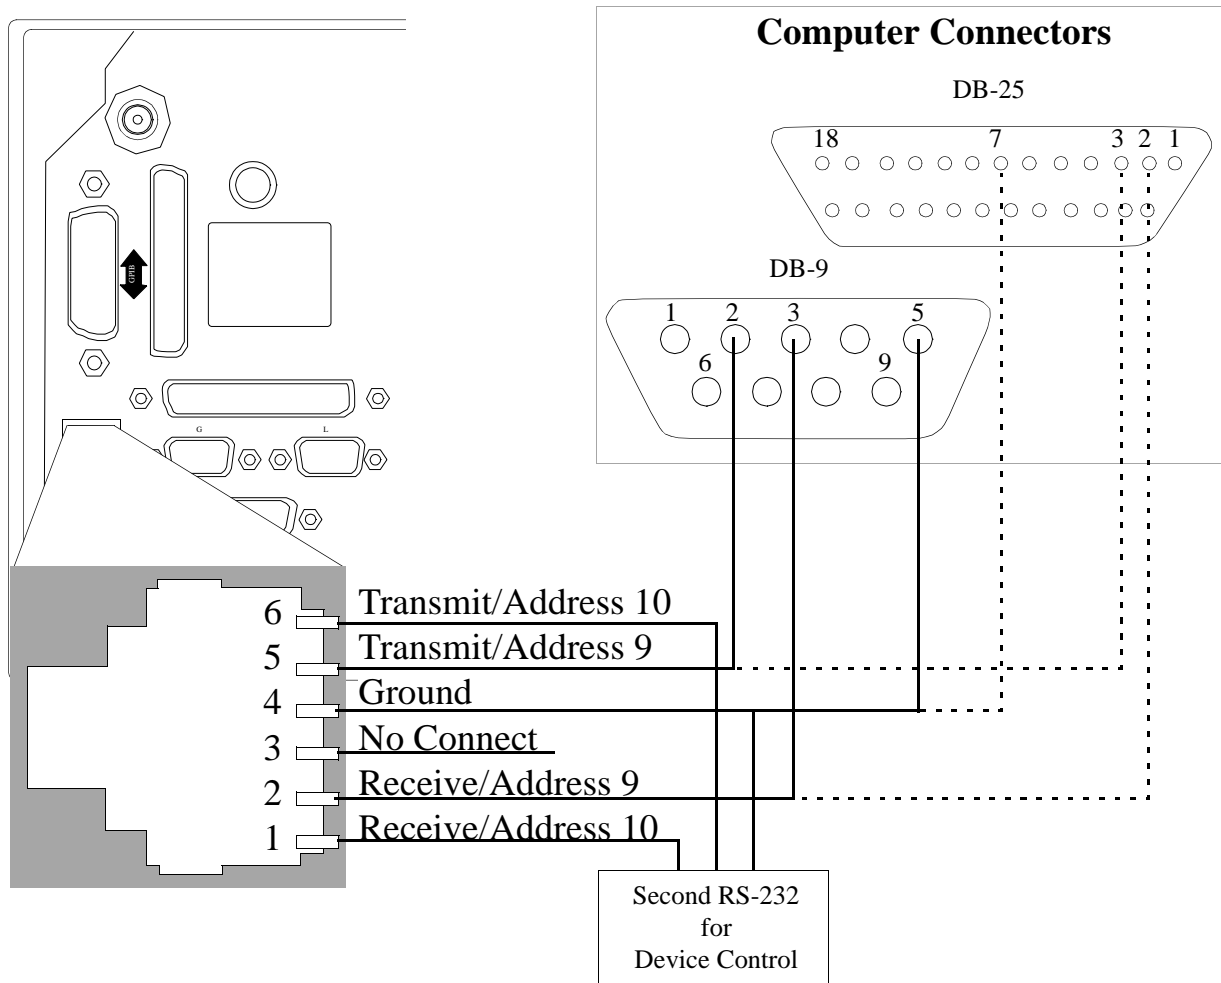 Computer Connectors
DB-25
18 7 3 2 1
DB-9
1 2 3 5
6 9
GPIB
G L
6 Transmit/Address 10
5 Transmit/Address 9
4 Ground
3 No Connect
2 Receive/Address 9
1 Receive/Address 10
Second RS-232
for
Device Control